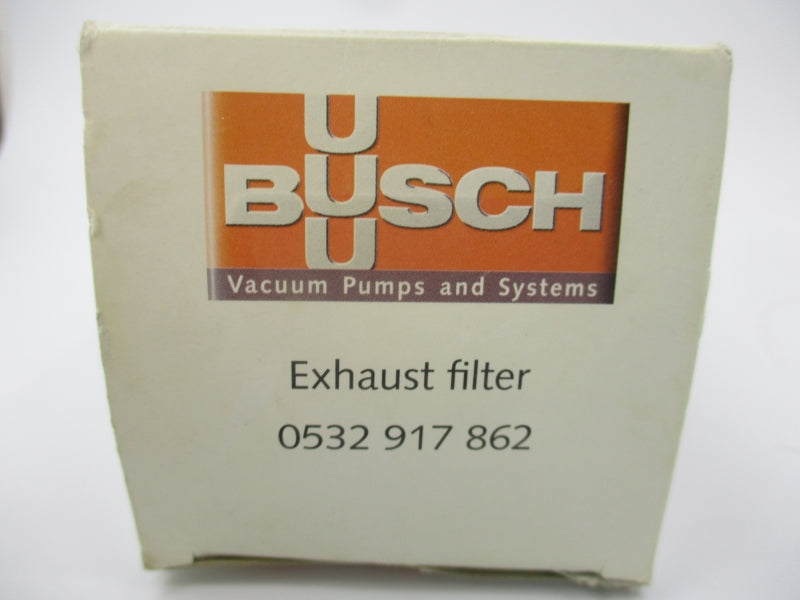 U
BUSCH
U
Vacuum Pumps and Systems
Exhaust filter
0532 917 862